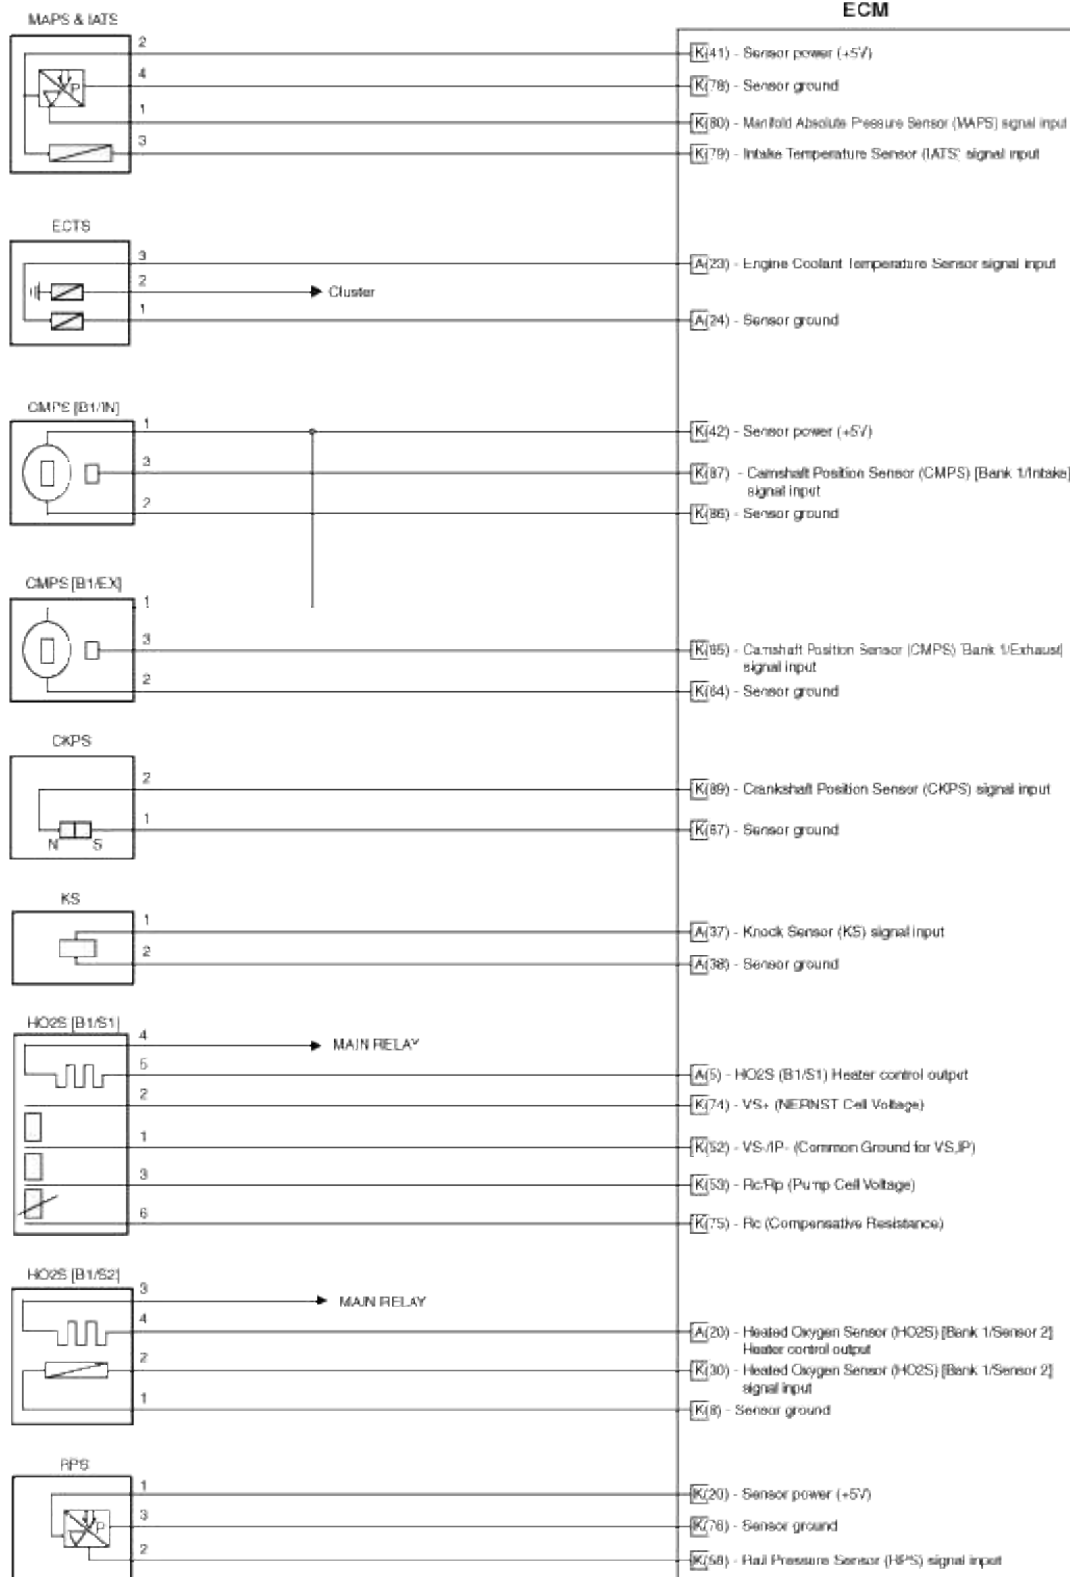 ECM
MAPS & IATS
2
K(41) - Sensor power (+5V)
4
K(78) - Sensor ground
1
K(80) - Manifold Absolute Pressure Sensor (MAPS) signal input
3
K(79) - Intake Temperature Sensor (IATS) signal input
P
ECTS
3
A(23) - Engine Coolant Temperature Sensor signal input
2
Cluster
1
A(24) - Sensor ground
CMPS [B1/IN]
1
K(42) - Sensor power (+5V)
3
K(87) - Camshaft Position Sensor (CMPS) [Bank 1/Intake]
signal input
2
K(86) - Sensor ground
CMPS [B1/EX]
1
3
Camshaft Position Sensor (CMPS) [Bank 1/Exhaust]
signal input
2
K(64) - Sensor ground
CKPS
2
K(89) - Crankshaft Position Sensor (CKPS) signal input
1
K(67) - Sensor ground
N S
KS
1
A(37) - Knock Sensor (KS) signal input
2
A(38) - Sensor ground
HO2S [B1/S1]
4
MAIN RELAY
5
A(5) - HO2S (B1/S1) Heater control output
2
K(74) - VS+ (NERNST Cell Voltage)
1
K(52) - VS-/IP- (Common Ground for VS,IP)
3
K(53) - Rc/Rp (Pump Cell Voltage)
6
K(75) - Rc (Compensative Resistance)
HO2S [B1/S2]
3
MAIN RELAY
4
A(20) - Heated Oxygen Sensor (HO2S) [Bank 1/Sensor 2]
Heater control output
2
K(30) - Heated Oxygen Sensor (HO2S) [Bank 1/Sensor 2]
signal input
1
K(8) - Sensor ground
RPS
1
K(20) - Sensor power (+5V)
3
K(76) - Sensor ground
2
Rail Pressure Sensor (RPS) signal input
P